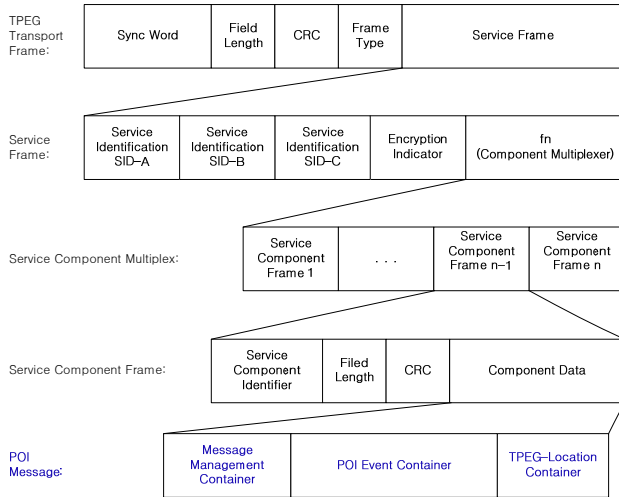 TPEG
Transport
Frame:
Sync Word
Field
Length
CRC
Frame
Type
Service Frame
Service
Frame:
Service
Identification
SID-A
Service
Identification
SID-B
Service
Identification
SID-C
Encryption
Indicator
fn
(Component Multiplexer)
Service Component Multiplex:
Service
Component
Frame 1
. . .
Service
Component
Frame n-1
Service
Component
Frame n
Service Component Frame:
Service
Component
Identifier
Filed
Length
CRC
Component Data
POI
Message:
Message
Management
Container
POI Event Container
TPEG-Location
Container